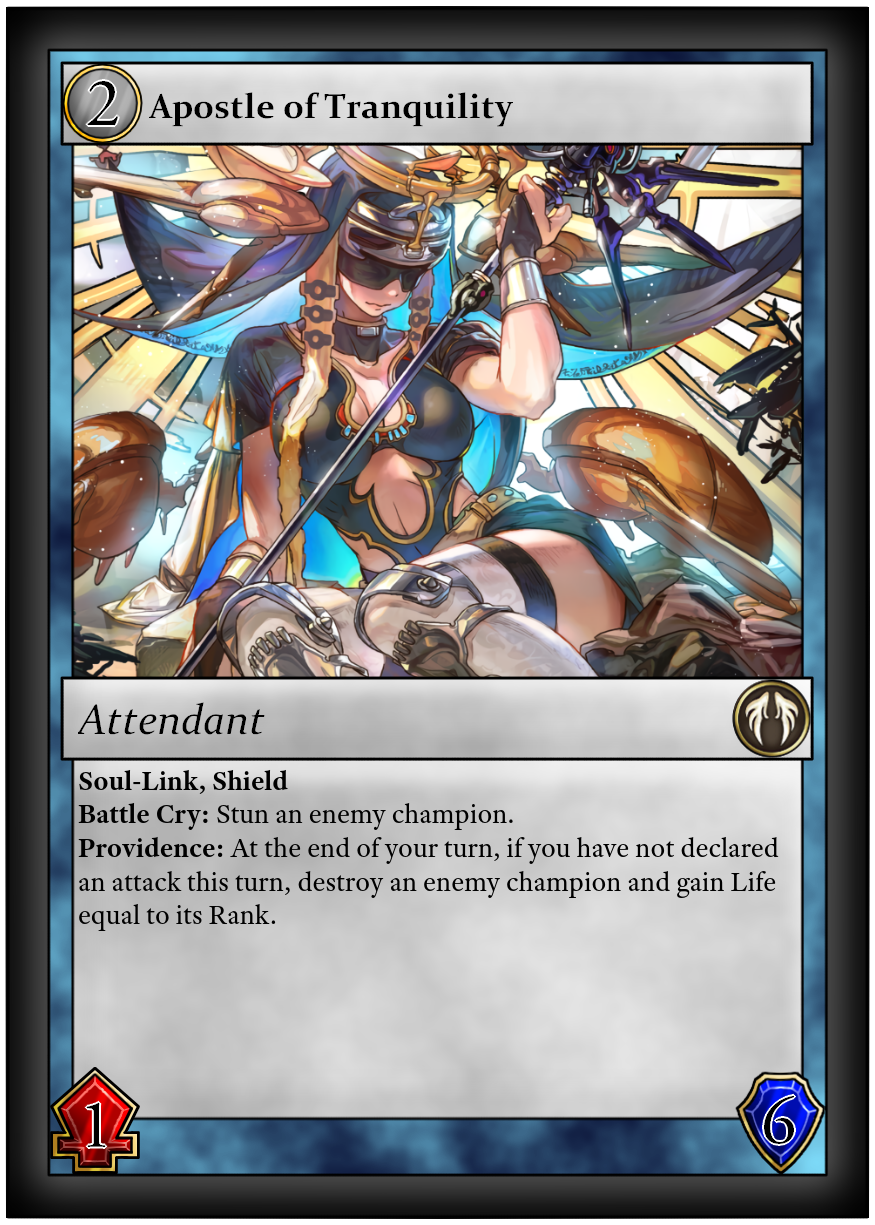 2
Apostle of Tranquility
Attendant
Soul-Link, Shield
Battle Cry: Stun an enemy champion.
Providence: At the end of your turn, if you have not declared
an attack this turn, destroy an enemy champion and gain Life
equal to its Rank.
1
6